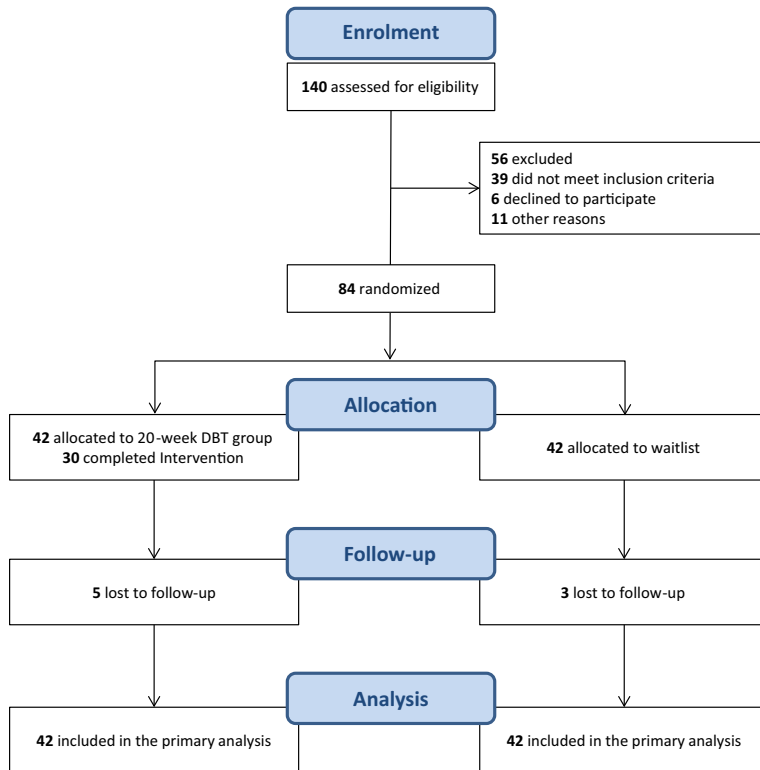 Enrolment
140 assessed for eligibility
56 excluded
39 did not meet inclusion criteria
6 declined to participate
11 other reasons
84 randomized
Allocation
42 allocated to 20-week DBT group
30 completed Intervention
42 allocated to waitlist
Follow-up
5 lost to follow-up
3 lost to follow-up
Analysis
42 included in the primary analysis
42 included in the primary analysis